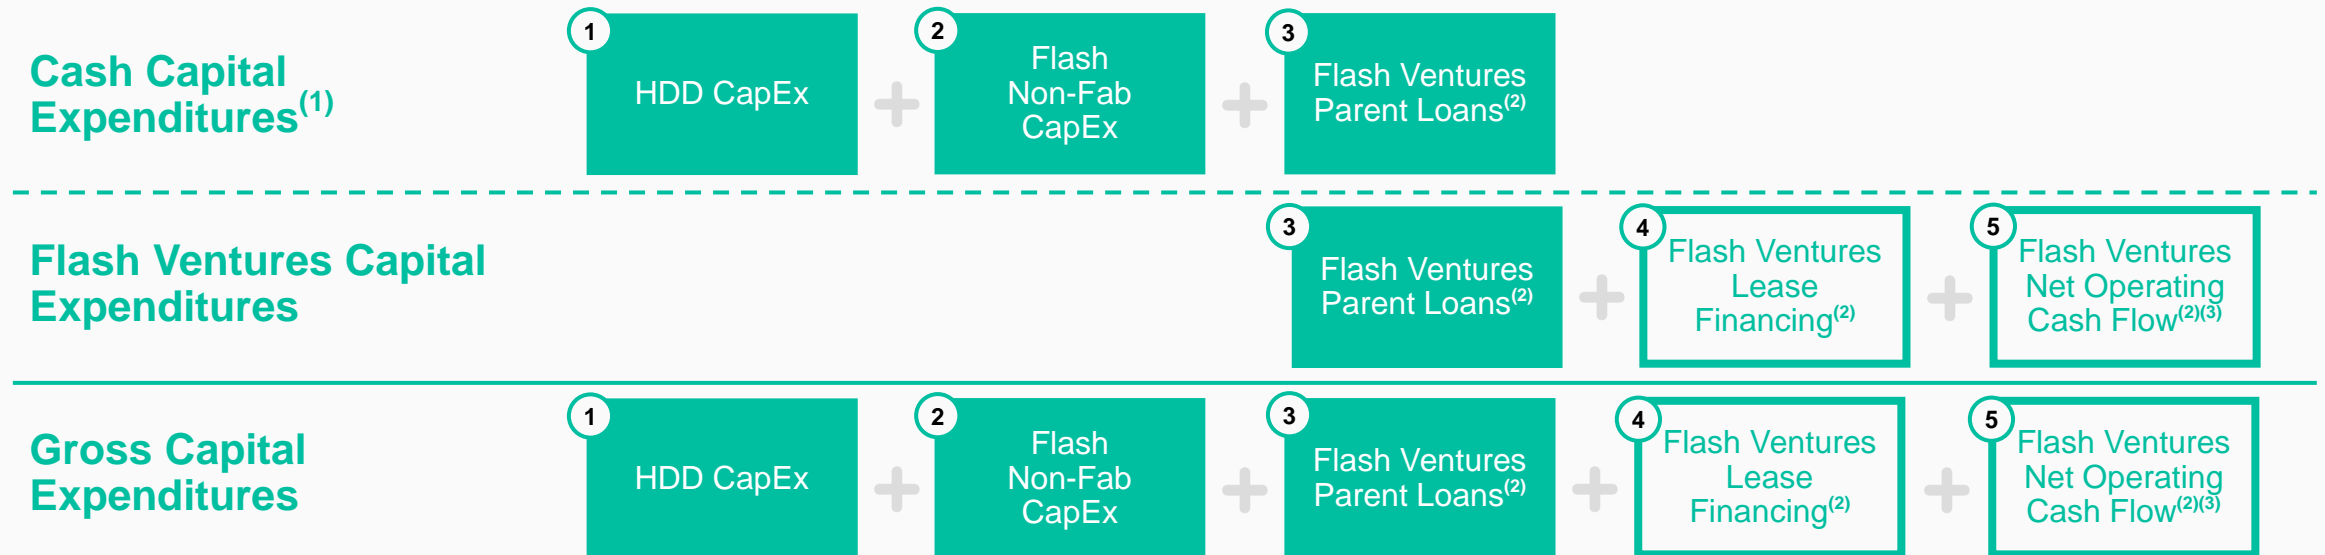 Cash Capital
Expenditures(1)
1
HDD CapEx
2
Flash
Non-Fab
CapEx
3
Flash Ventures
Parent Loans(2)
Flash Ventures Capital
Expenditures
3
Flash Ventures
Parent Loans(2)
4
Flash Ventures
Lease
Financing(2)
5
Flash Ventures
Net Operating
Cash Flow(2)(3)
Gross Capital
Expenditures
1
HDD CapEx
2
Flash
Non-Fab
CapEx
3
Flash Ventures
Parent Loans(2)
4
Flash Ventures
Lease
Financing(2)
5
Flash Ventures
Net Operating
Cash Flow(2)(3)